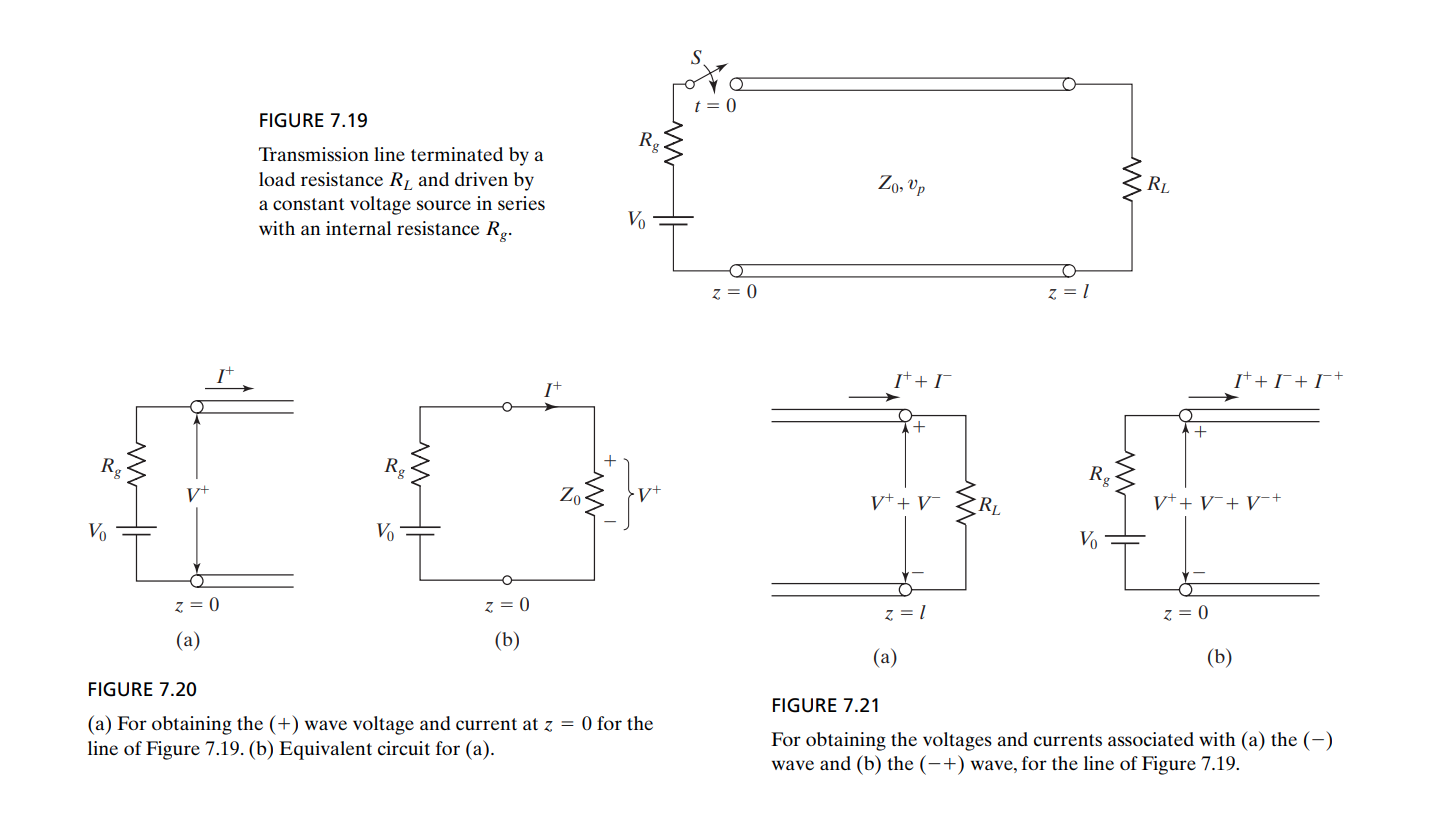 FIGURE 7.19
Transmission line terminated by a
load resistance R_L and driven by
a constant voltage source in series
with an internal resistance R_g.
S
t = 0
R_g
V_0
Z_0, v_p
R_L
z = 0
z = l
I^+
R_g
V^+
V_0
z = 0
(a)
I^+
R_g
V_0
Z_0
+
−
V^+
z = 0
(b)
FIGURE 7.20
(a) For obtaining the (+) wave voltage and current at z = 0 for the
line of Figure 7.19. (b) Equivalent circuit for (a).
I^+ + I^−
+
V^+ + V^−
R_L
−
z = l
(a)
I^+ + I^− + I^−+
+
R_g
V^+ + V^− + V^−+
V_0
−
z = 0
(b)
FIGURE 7.21
For obtaining the voltages and currents associated with (a) the (−)
wave and (b) the (−+) wave, for the line of Figure 7.19.